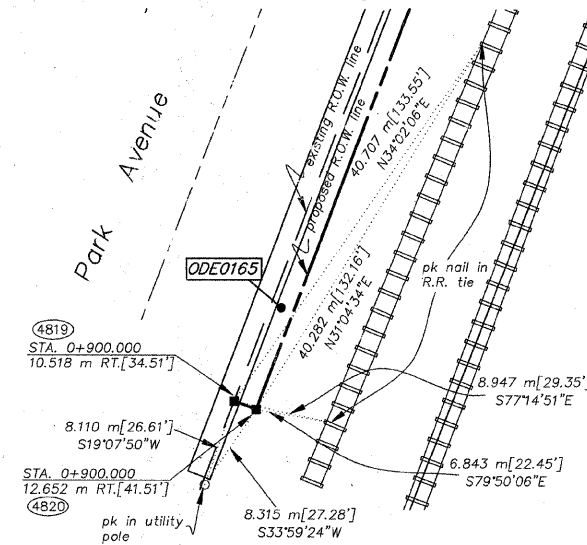 Park Avenue
existing R.O.W. line
proposed R.O.W. line
40.707 m[133.55']
N34°02'06"E
40.282 m[132.16']
N31°04'34"E
ODE0165
pk nail in
R.R. tie
4819
STA. 0+900.000
10.518 m RT.[34.51']
8.947 m[29.35']
S77°14'51"E
8.110 m[26.61']
S19°07'50"W
6.843 m[22.45']
S79°50'06"E
STA. 0+900.000
12.652 m RT.[41.51']
4820
8.315 m[27.28']
S33°59'24"W
pk in utility
pole